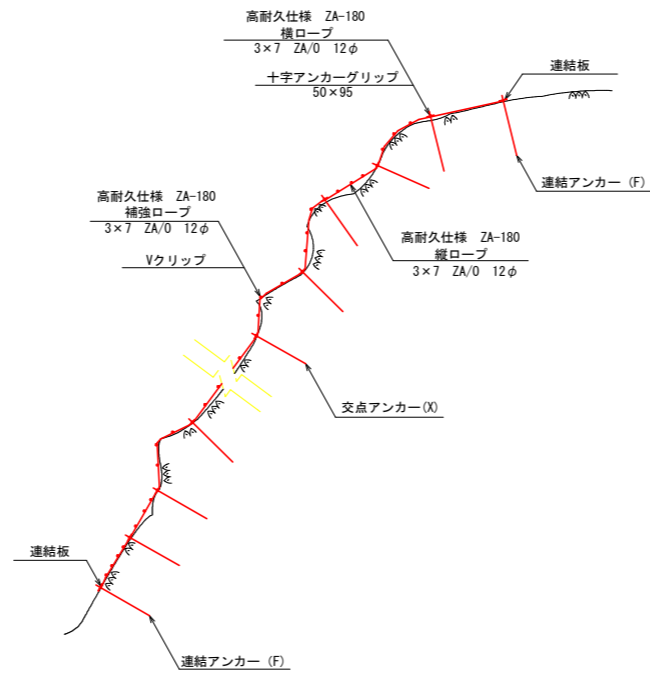 高耐久仕様 ZA-180
横ロープ
3×7 ZA/O 12φ
十字アンカーグリップ
50×95
連結板
連結アンカー(F)
高耐久仕様 ZA-180
補強ロープ
3×7 ZA/O 12φ
Vクリップ
高耐久仕様 ZA-180
縦ロープ
3×7 ZA/O 12φ
交点アンカー(X)
連結板
連結アンカー(F)